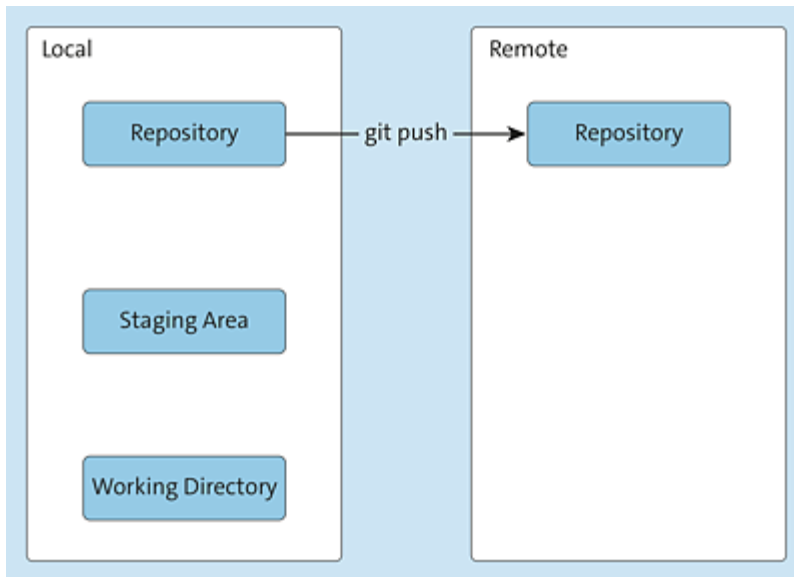 Local
Remote
Repository
git push
Repository
Staging Area
Working Directory